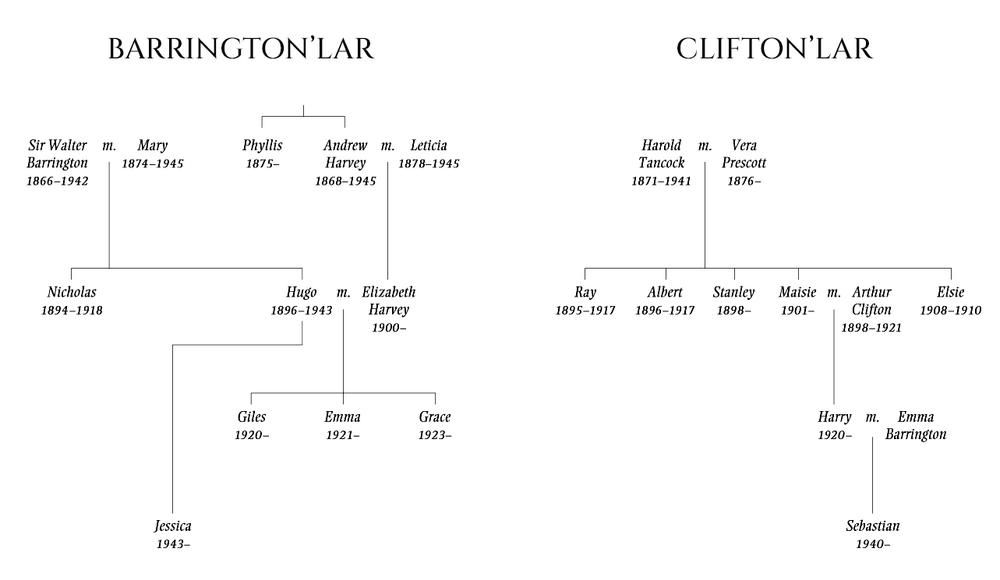 BARRINGTON’LAR
Sir Walter Barrington
1866–1942
m.
Mary
1874–1945
Phyllis
1875–
Andrew Harvey
1868–1945
m.
Leticia
1878–1945
Nicholas
1894–1918
Hugo
1896–1943
m.
Elizabeth Harvey
1900–
Giles
1920–
Emma
1921–
Grace
1923–
Jessica
1943–
CLIFTON’LAR
Harold Tancock
1871–1941
m.
Vera Prescott
1876–
Ray
1895–1917
Albert
1896–1917
Stanley
1898–
Maisie
1901–
m.
Arthur Clifton
1898–1921
Elsie
1908–1910
Harry
1920–
m.
Emma Barrington
Sebastian
1940–